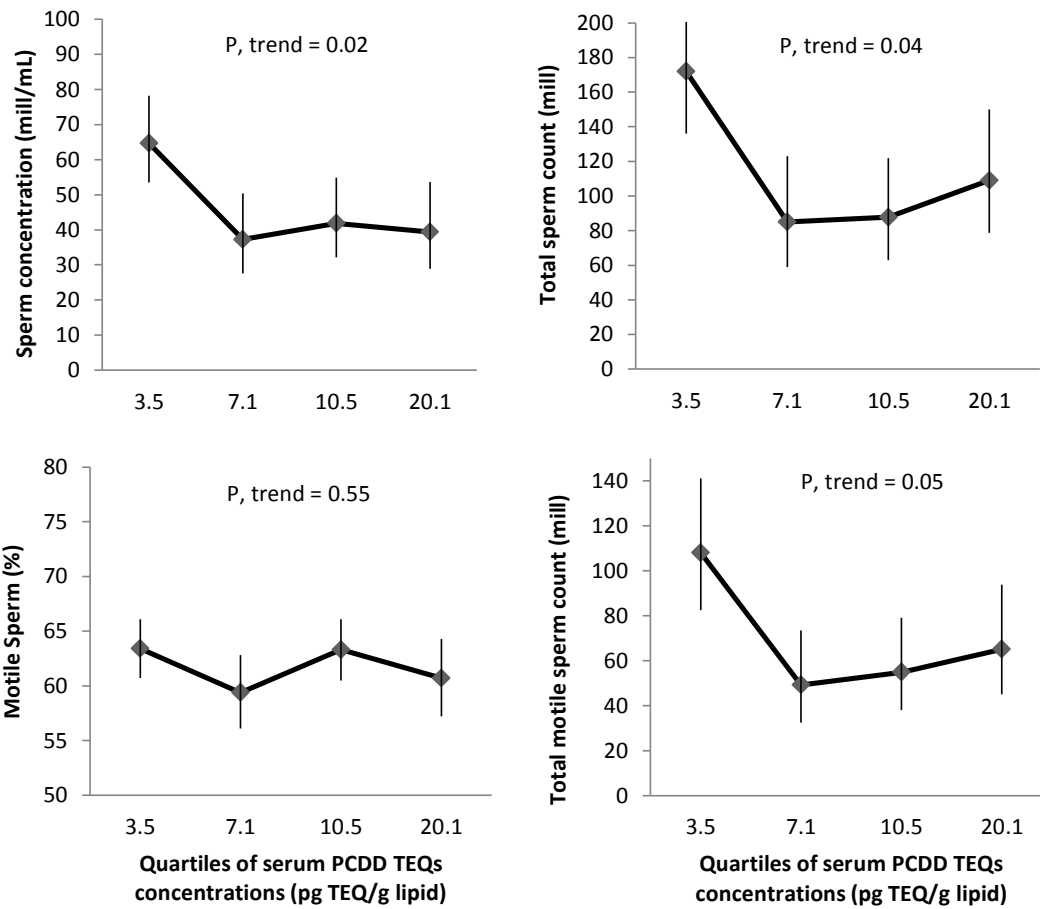 Sperm concentration (mill/mL)
100
90
80
70
60
50
40
30
20
10
0
P, trend = 0.02
3.5 7.1 10.5 20.1
Total sperm count (mill)
200
180
160
140
120
100
80
60
40
20
0
P, trend = 0.04
3.5 7.1 10.5 20.1
Motile Sperm (%)
80
75
70
65
60
55
50
P, trend = 0.55
3.5 7.1 10.5 20.1
Quartiles of serum PCDD TEQs
concentrations (pg TEQ/g lipid)
Total motile sperm count (mill)
140
120
100
80
60
40
20
0
P, trend = 0.05
3.5 7.1 10.5 20.1
Quartiles of serum PCDD TEQs
concentrations (pg TEQ/g lipid)